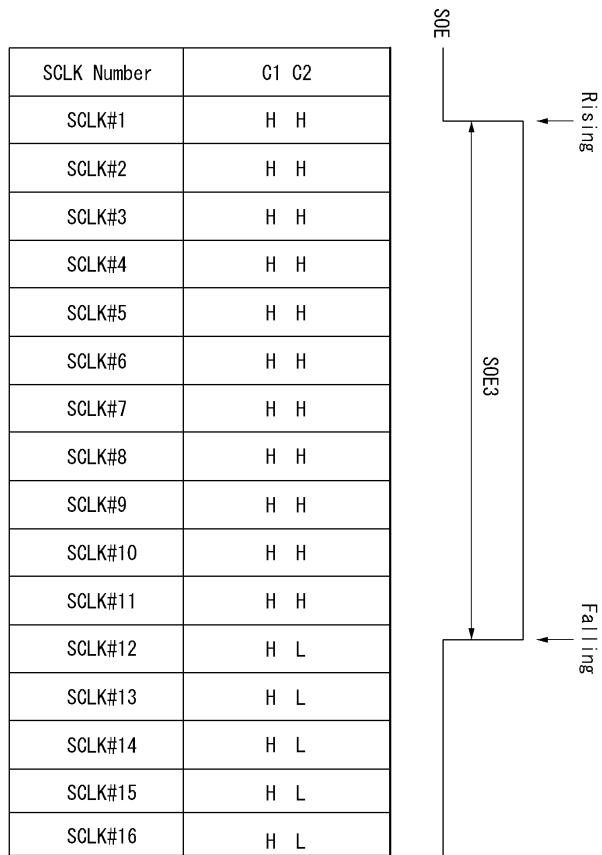 SCLK Number C1 C2
SCLK#1 H H
SCLK#2 H H
SCLK#3 H H
SCLK#4 H H
SCLK#5 H H
SCLK#6 H H
SCLK#7 H H
SCLK#8 H H
SCLK#9 H H
SCLK#10 H H
SCLK#11 H H
SCLK#12 H L
SCLK#13 H L
SCLK#14 H L
SCLK#15 H L
SCLK#16 H L
SOE
Rising
SOE3
Falling